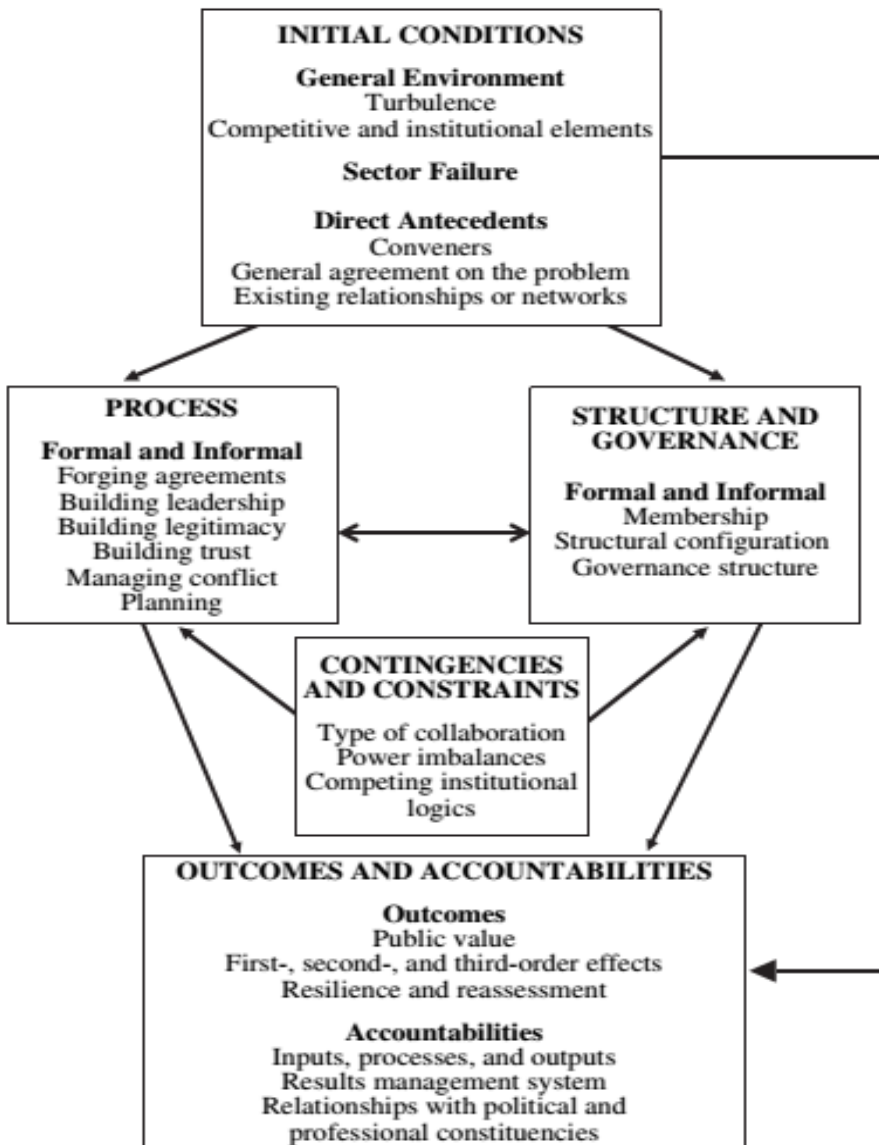 INITIAL CONDITIONS
General Environment
Turbulence
Competitive and institutional elements
Sector Failure
Direct Antecedents
Conveners
General agreement on the problem
Existing relationships or networks
PROCESS
Formal and Informal
Forging agreements
Building leadership
Building legitimacy
Building trust
Managing conflict
Planning
STRUCTURE AND
GOVERNANCE
Formal and Informal
Membership
Structural configuration
Governance structure
CONTINGENCIES
AND CONSTRAINTS
Type of collaboration
Power imbalances
Competing institutional
logics
OUTCOMES AND ACCOUNTABILITIES
Outcomes
Public value
First-, second-, and third-order effects
Resilience and reassessment
Accountabilities
Inputs, processes, and outputs
Results management system
Relationships with political and
professional constituencies